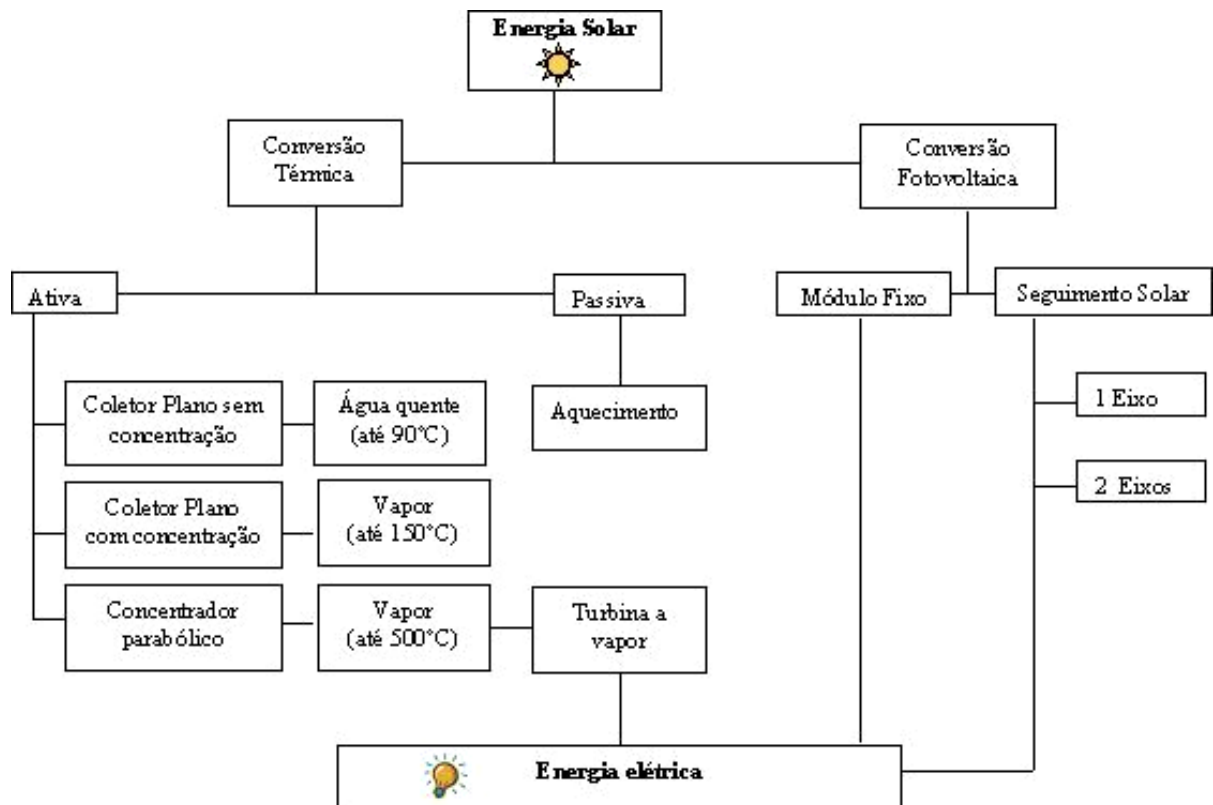 Energia Solar
Conversão
Térmica
Conversão
Fotovoltaica
Ativa
Passiva
Módulo Fixo
Seguimento Solar
Coletor Plano sem
concentração
Água quente
(até 90°C)
Aquecimento
1 Eixo
2 Eixos
Coletor Plano
com concentração
Vapor
(até 150°C)
Concentrador
parabólico
Vapor
(até 500°C)
Turbina a
vapor
Energia elétrica